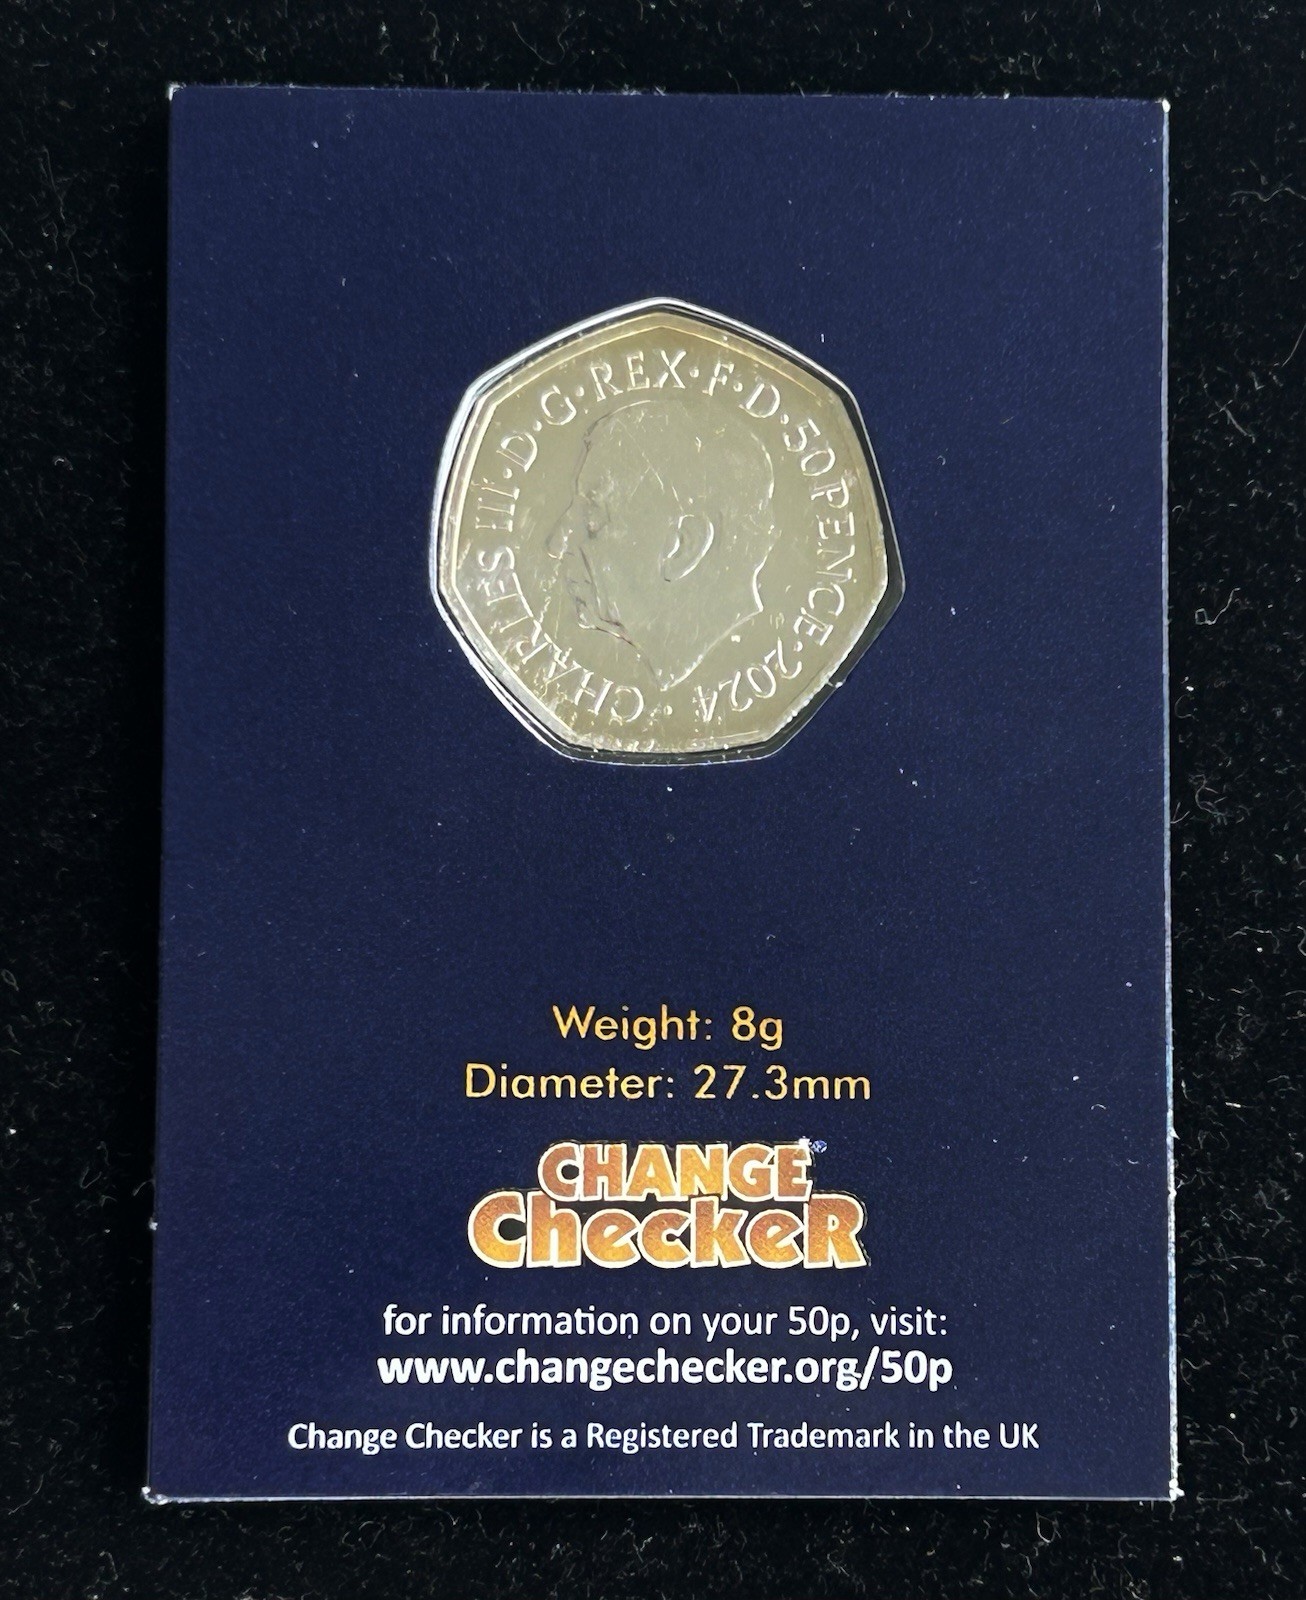 CHARLES III · D · G · REX · F · D · 50 PENCE · 2024 ·
Weight: 8g
Diameter: 27.3mm
CHANGE
CheckeR
for information on your 50p, visit:
www.changechecker.org/50p
Change Checker is a Registered Trademark in the UK